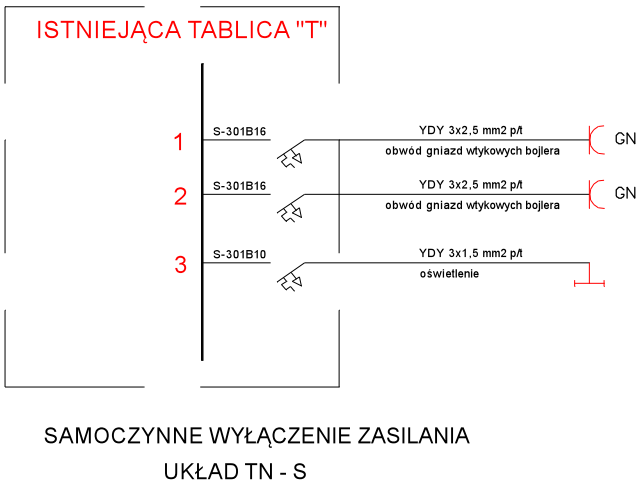 ISTNIEJĄCA TABLICA "T"
1 S-301B16 YDY 3x2,5 mm2 p/t GN
obwód gniazd wtykowych bojlera
2 S-301B16 YDY 3x2,5 mm2 p/t GN
obwód gniazd wtykowych bojlera
3 S-301B10 YDY 3x1,5 mm2 p/t
oświetlenie
SAMOCZYNNE WYŁĄCZENIE ZASILANIA
UKŁAD TN - S